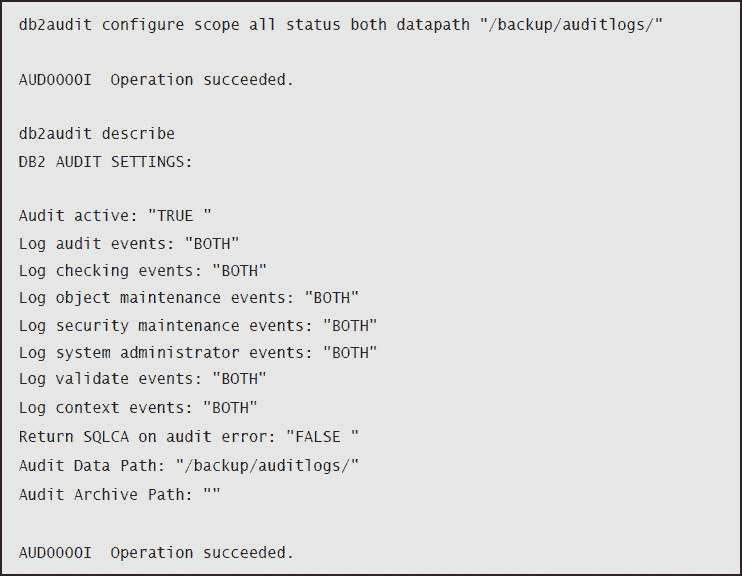 db2audit configure scope all status both datapath "/backup/auditlogs/"
AUD0000I  Operation succeeded.
db2audit describe
DB2 AUDIT SETTINGS:
Audit active: "TRUE "
Log audit events: "BOTH"
Log checking events: "BOTH"
Log object maintenance events: "BOTH"
Log security maintenance events: "BOTH"
Log system administrator events: "BOTH"
Log validate events: "BOTH"
Log context events: "BOTH"
Return SQLCA on audit error: "FALSE "
Audit Data Path: "/backup/auditlogs/"
Audit Archive Path: ""
AUD0000I  Operation succeeded.